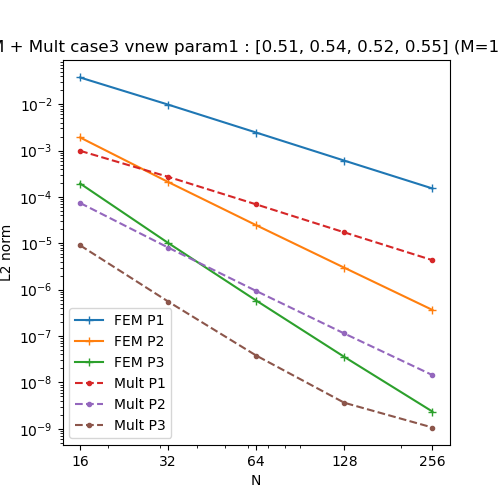 + Mult case3 vnew param1 : [0.51, 0.54, 0.52, 0.55] (M=1
L2 norm
10⁻²
10⁻³
10⁻⁴
10⁻⁵
10⁻⁶
10⁻⁷
10⁻⁸
10⁻⁹
FEM P1
FEM P2
FEM P3
Mult P1
Mult P2
Mult P3
16 32 64 128 256
N